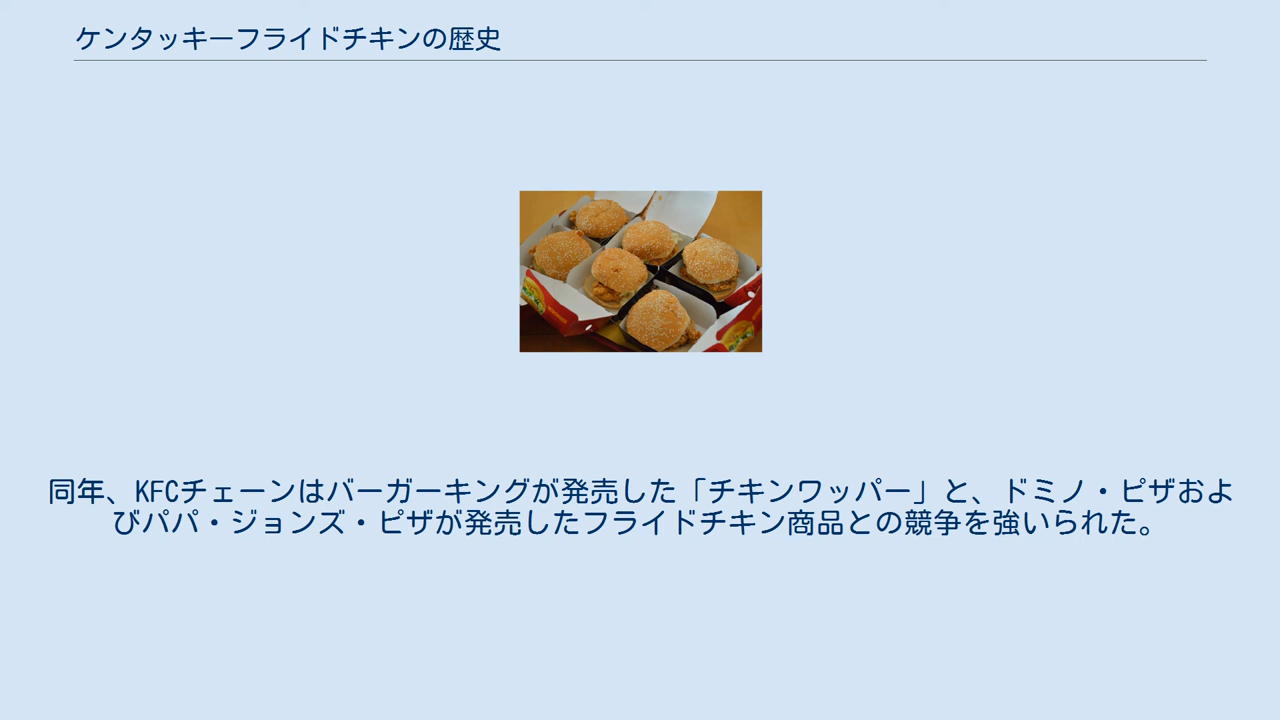 ケンタッキーフライドチキンの歴史
同年、KFCチェーンはバーガーキングが発売した「チキンワッパー」と、ドミノ・ピザおよ
びパパ・ジョンズ・ピザが発売したフライドチキン商品との競争を強いられた。